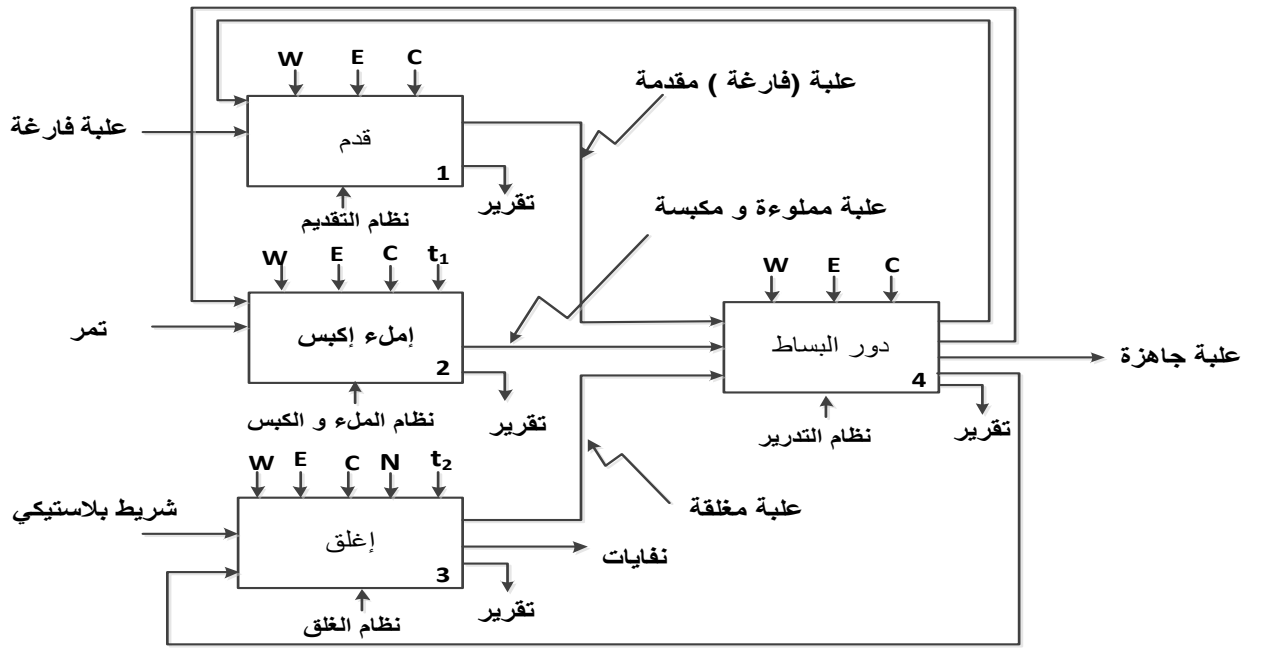 W E C
علبة (فارغة ) مقدمة
علبة فارغة
قدم
1
تقرير
نظام التقديم
علبة مملوءة و مكبسة
W E C t₁
W E C
تمر
إملء إكبس
2
دور البساط
4
علبة جاهزة
تقرير
نظام الملء و الكبس
تقرير
نظام التدرير
W E C N t₂
شريط بلاستيكي
علبة مغلقة
إغلق
3
نفايات
تقرير
نظام الغلق